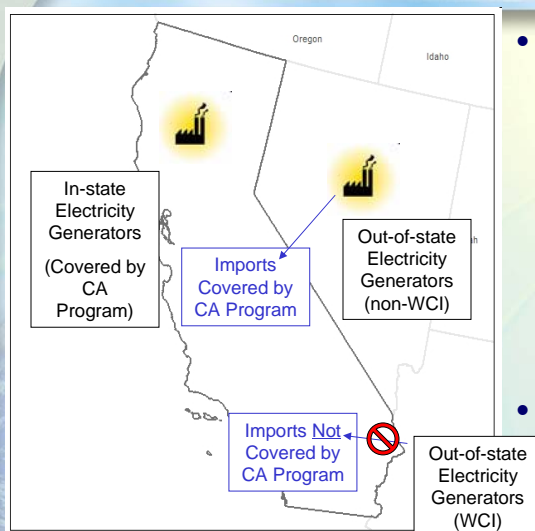 Oregon
Idaho
In-state
Electricity
Generators
(Covered by
CA
Program)
Imports
Covered by
CA Program
Out-of-state
Electricity
Generators
(non-WCI)
ah
Imports Not
Covered by
CA Program
Out-of-state
Electricity
Generators
(WCI)